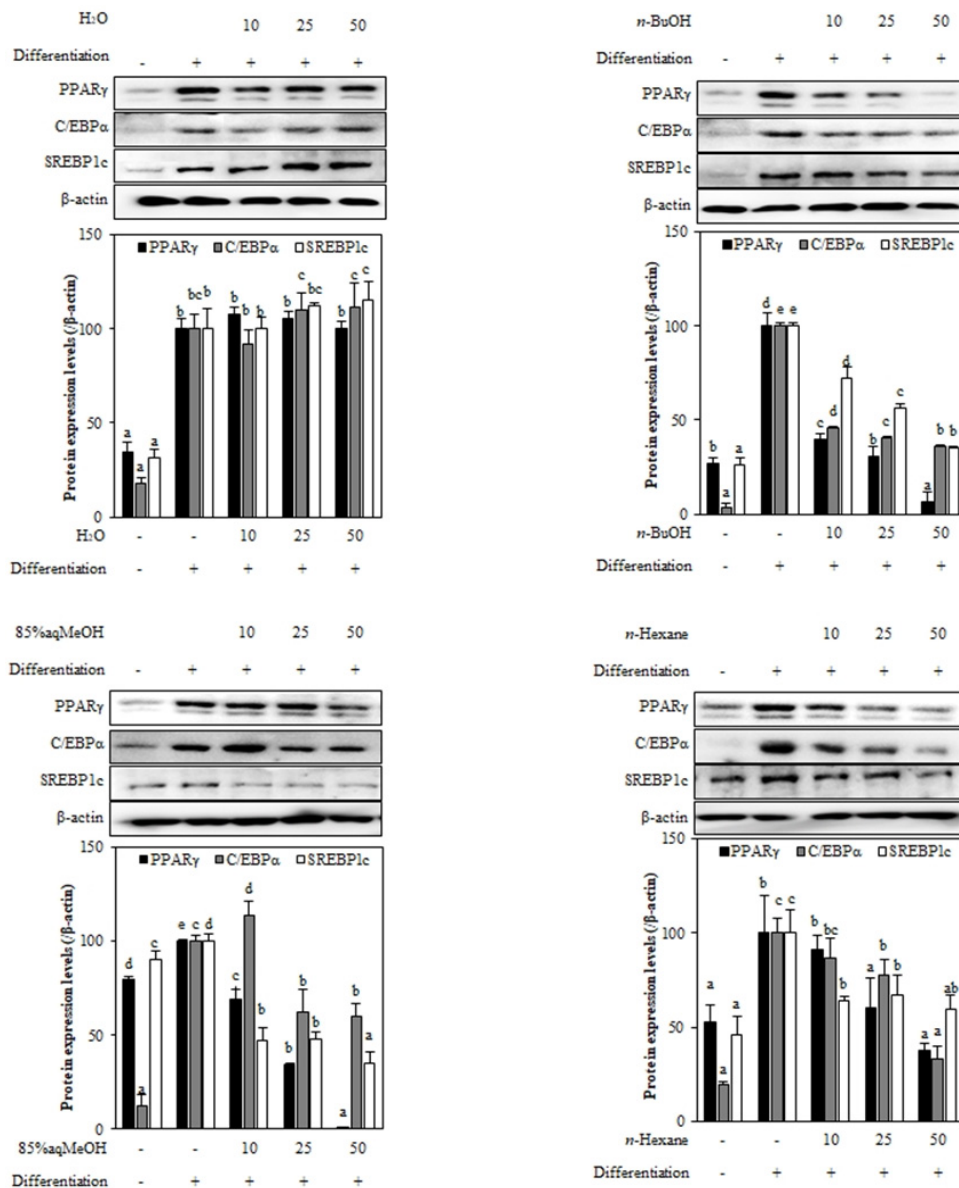 H₂O 10 25 50
Differentiation - + + + +
PPARγ
C/EBPα
SREBP1c
β-actin
150
PPARγ C/EBPα SREBP1c
100
50
0
Protein expression levels (/β-actin)
a a a
b bc b
b b b
b c bc
b c c
H₂O - - 10 25 50
Differentiation - + + + +
n-BuOH 10 25 50
Differentiation - + + + +
PPARγ
C/EBPα
SREBP1c
β-actin
150
PPARγ C/EBPα SREBP1c
100
50
0
Protein expression levels (/β-actin)
b a a
d e e
c d d
b c c
a b b
n-BuOH - - 10 25 50
Differentiation - + + + +
85%aqMeOH 10 25 50
Differentiation - + + + +
PPARγ
C/EBPα
SREBP1c
β-actin
150
PPARγ C/EBPα SREBP1c
100
50
0
Protein expression levels (/β-actin)
d a c
e c d
c d b
b b b
a b a
85%aqMeOH - - 10 25 50
Differentiation - + + + +
n-Hexane 10 25 50
Differentiation - + + + +
PPARγ
C/EBPα
SREBP1c
β-actin
150
PPARγ C/EBPα SREBP1c
100
50
0
Protein expression levels (/β-actin)
a a a
b c c
b bc b
a b b
a a ab
n-Hexane - - 10 25 50
Differentiation - + + + +